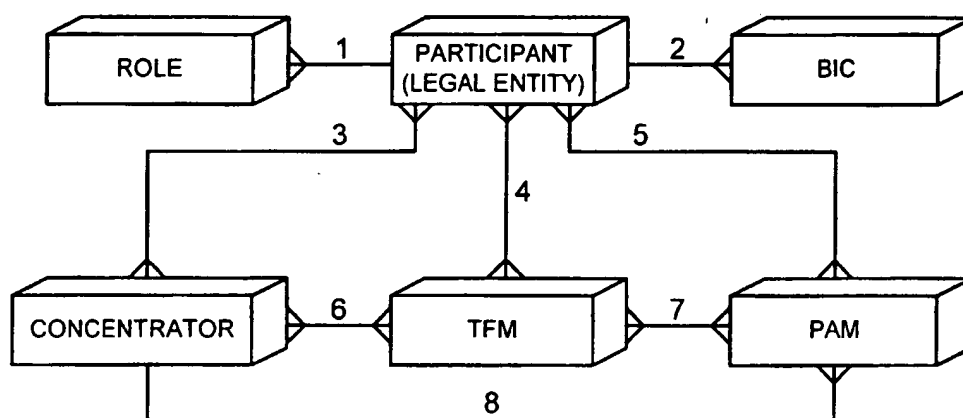 ROLE
1
PARTICIPANT
(LEGAL ENTITY)
2
BIC
3
4
5
CONCENTRATOR
6
TFM
7
PAM
8